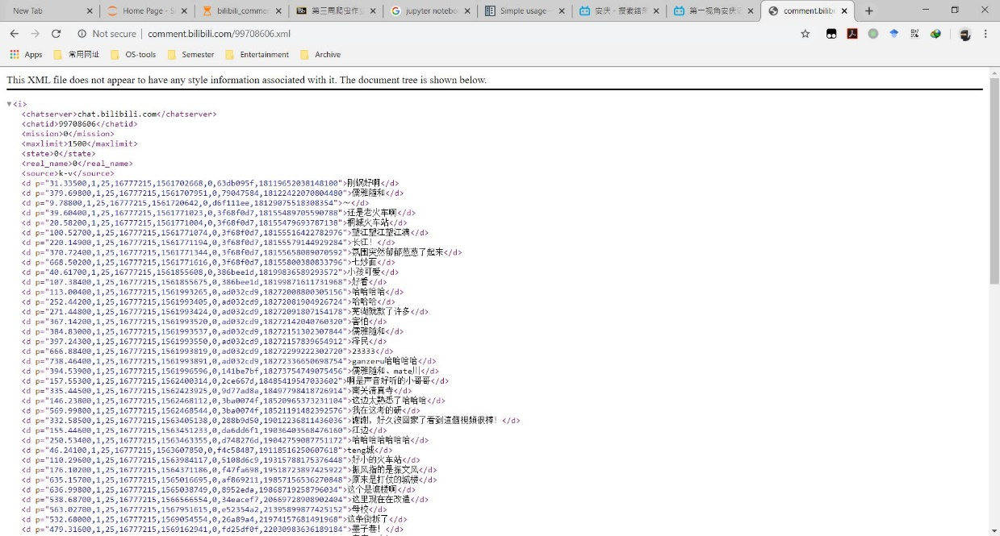 New Tab
Home Page - S
bilibili_comme
第三周爬虫作业
jupyter notebo
Simple usage —
安庆 - 搜索结果
第一视角安庆
comment.bilib
Not secure | comment.bilibili.com/99708606.xml
Apps 常用网址 OS-tools Semester Entertainment Archive
This XML file does not appear to have any style information associated with it. The document tree is shown below.
<i>
<chatserver>chat.bilibili.com</chatserver>
<chatid>99708606</chatid>
<mission>0</mission>
<maxlimit>1500</maxlimit>
<state>0</state>
<real_name>0</real_name>
<source>k-v</source>
<d p="31.33500,1,25,16777215,1561702668,0,63db095f,18119652038148100">刚锅好啊</d>
<d p="379.69800,1,25,16777215,1561707951,0,79047584,18122422070804480">儒雅随和</d>
<d p="9.78800,1,25,16777215,1561720642,0,d6f111ee,18129075518308354">～</d>
<d p="39.60400,1,25,16777215,1561771023,0,3f68f0d7,18155489705590788">还是老火车啊</d>
<d p="20.58200,1,25,16777215,1561771004,0,3f68f0d7,18155479693787138">桐城火车站</d>
<d p="100.52700,1,25,16777215,1561771074,0,3f68f0d7,18155516422782976">望江望江望江滴</d>
<d p="220.14900,1,25,16777215,1561771194,0,3f68f0d7,18155579144929284">长江！</d>
<d p="370.72400,1,25,16777215,1561771344,0,3f68f0d7,18155658089070592">氛围突然郁郁葱葱了起来</d>
<d p="668.50200,1,25,16777215,1561771616,0,3f68f0d7,18155800380833796">七炒面</d>
<d p="40.61700,1,25,16777215,1561855608,0,386bee1d,18199836589293572">小孩可爱</d>
<d p="107.38400,1,25,16777215,1561855675,0,386bee1d,18199871611731968">好看</d>
<d p="113.00400,1,25,16777215,1561993265,0,ad032cd9,18272008800305156">哈哈哈哈</d>
<d p="252.44200,1,25,16777215,1561993405,0,ad032cd9,18272081904926724">哈哈哈</d>
<d p="271.44800,1,25,16777215,1561993424,0,ad032cd9,18272091807154178">芜湖就款了许多</d>
<d p="367.14200,1,25,16777215,1561993520,0,ad032cd9,18272142040760320">害怕</d>
<d p="384.83000,1,25,16777215,1561993537,0,ad032cd9,18272151302307844">儒雅随和</d>
<d p="397.24300,1,25,16777215,1561993549,0,ad032cd9,18272157839654912">泽民</d>
<d p="666.88400,1,25,16777215,1561993819,0,ad032cd9,18272299222302720">23333</d>
<d p="738.46400,1,25,16777215,1561993891,0,ad032cd9,18272336650698754">ganzeru哈哈哈哈</d>
<d p="394.53900,1,25,16777215,1561996596,0,141be7bf,18273754749075456">儒雅随和、mate川</d>
<d p="157.55300,1,25,16777215,1562400314,0,2ce667d,18485419547033602">啊是声音好听的小哥哥</d>
<d p="335.44500,1,25,16777215,1562423925,0,9d77ad8a,18497798418726914">南关清真寺</d>
<d p="146.23800,1,25,16777215,1562468112,0,3ba0074f,18520965373231104">这边太熟悉了哈哈哈</d>
<d p="569.99800,1,25,16777215,1562468544,0,3ba0074f,18521191482392576">我在这考的研</d>
<d p="332.58500,1,25,16777215,1563405138,0,288b9d50,19012236811436036">謝謝，好久沒回家了看到這個視頻很棒！</d>
<d p="155.44600,1,25,16777215,1563451233,0,da6dd6f1,19036403568476160">江边</d>
<d p="250.53400,1,25,16777215,1563463355,0,d748276d,19042759087751172">哈哈哈哈哈哈哈</d>
<d p="46.24100,1,25,16777215,1563607850,0,f4c58487,19118516250607618">teng城</d>
<d p="110.29600,1,25,16777215,1563984117,0,5108d6c9,19315788175376448">好小的火车站</d>
<d p="176.10200,1,25,16777215,1564371186,0,f47fa698,19518723897425922">振风指的是振文风</d>
<d p="635.15700,1,25,16777215,1565016695,0,af869211,19857156536270848">原来是打仗的城楼</d>
<d p="636.99800,1,25,16777215,1565038749,0,8952eda,19868719258796034">这个是谯楼啊</d>
<d p="538.68700,1,25,16777215,1566566554,0,34eacef7,20669728908902404">这里现在在改造</d>
<d p="563.02700,1,25,16777215,1567951615,0,e52354a2,21395899877425152">母校</d>
<d p="532.68000,1,25,16777215,1569054554,0,26a89a4,21974157681491968">这条街拆了</d>
<d p="479.31600,1,25,16777215,1569162941,0,fd25df0f,22030983636189184">墨子巷！</d>